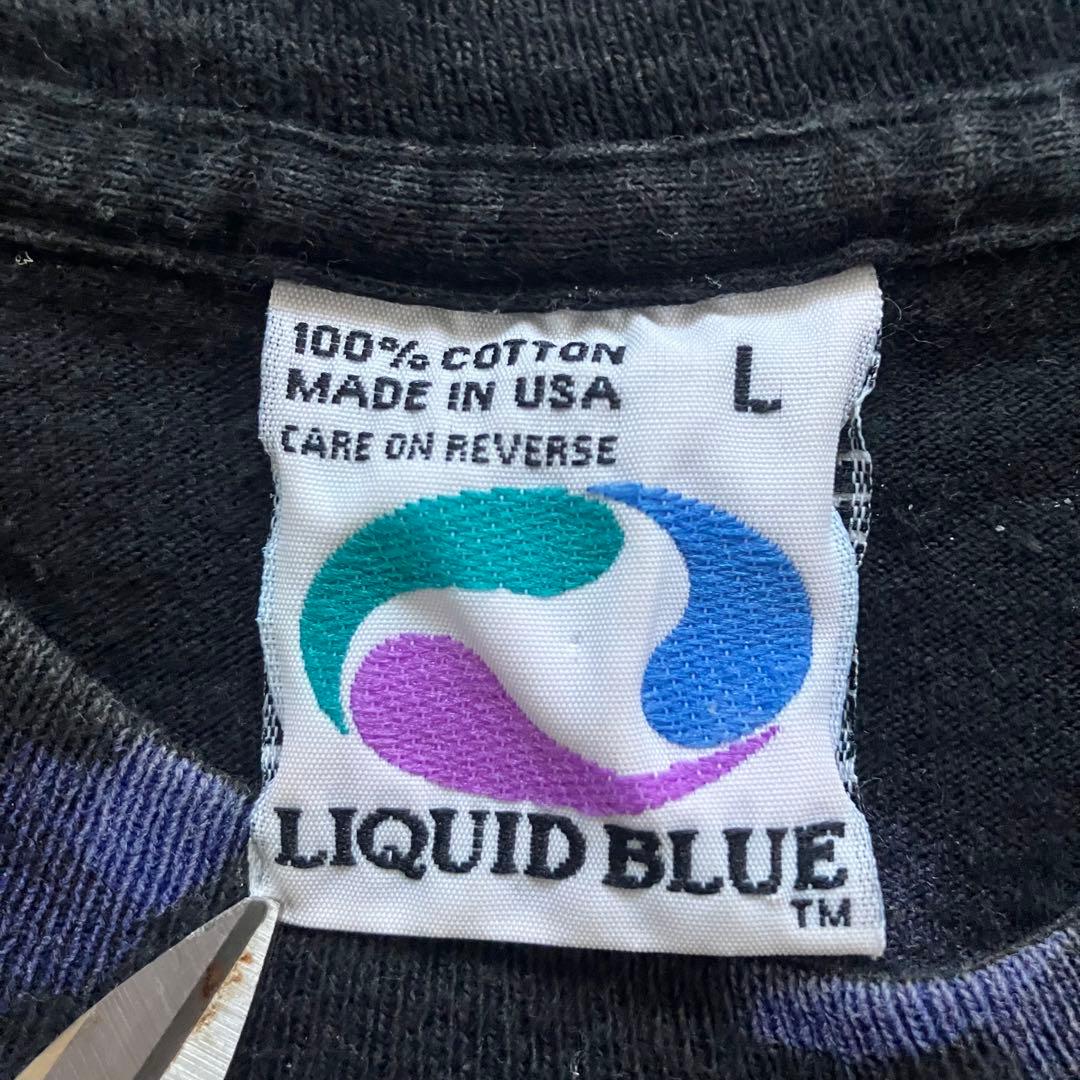 100% COTTON
MADE IN USA
L
CARE ON REVERSE
LIQUID BLUE
TM